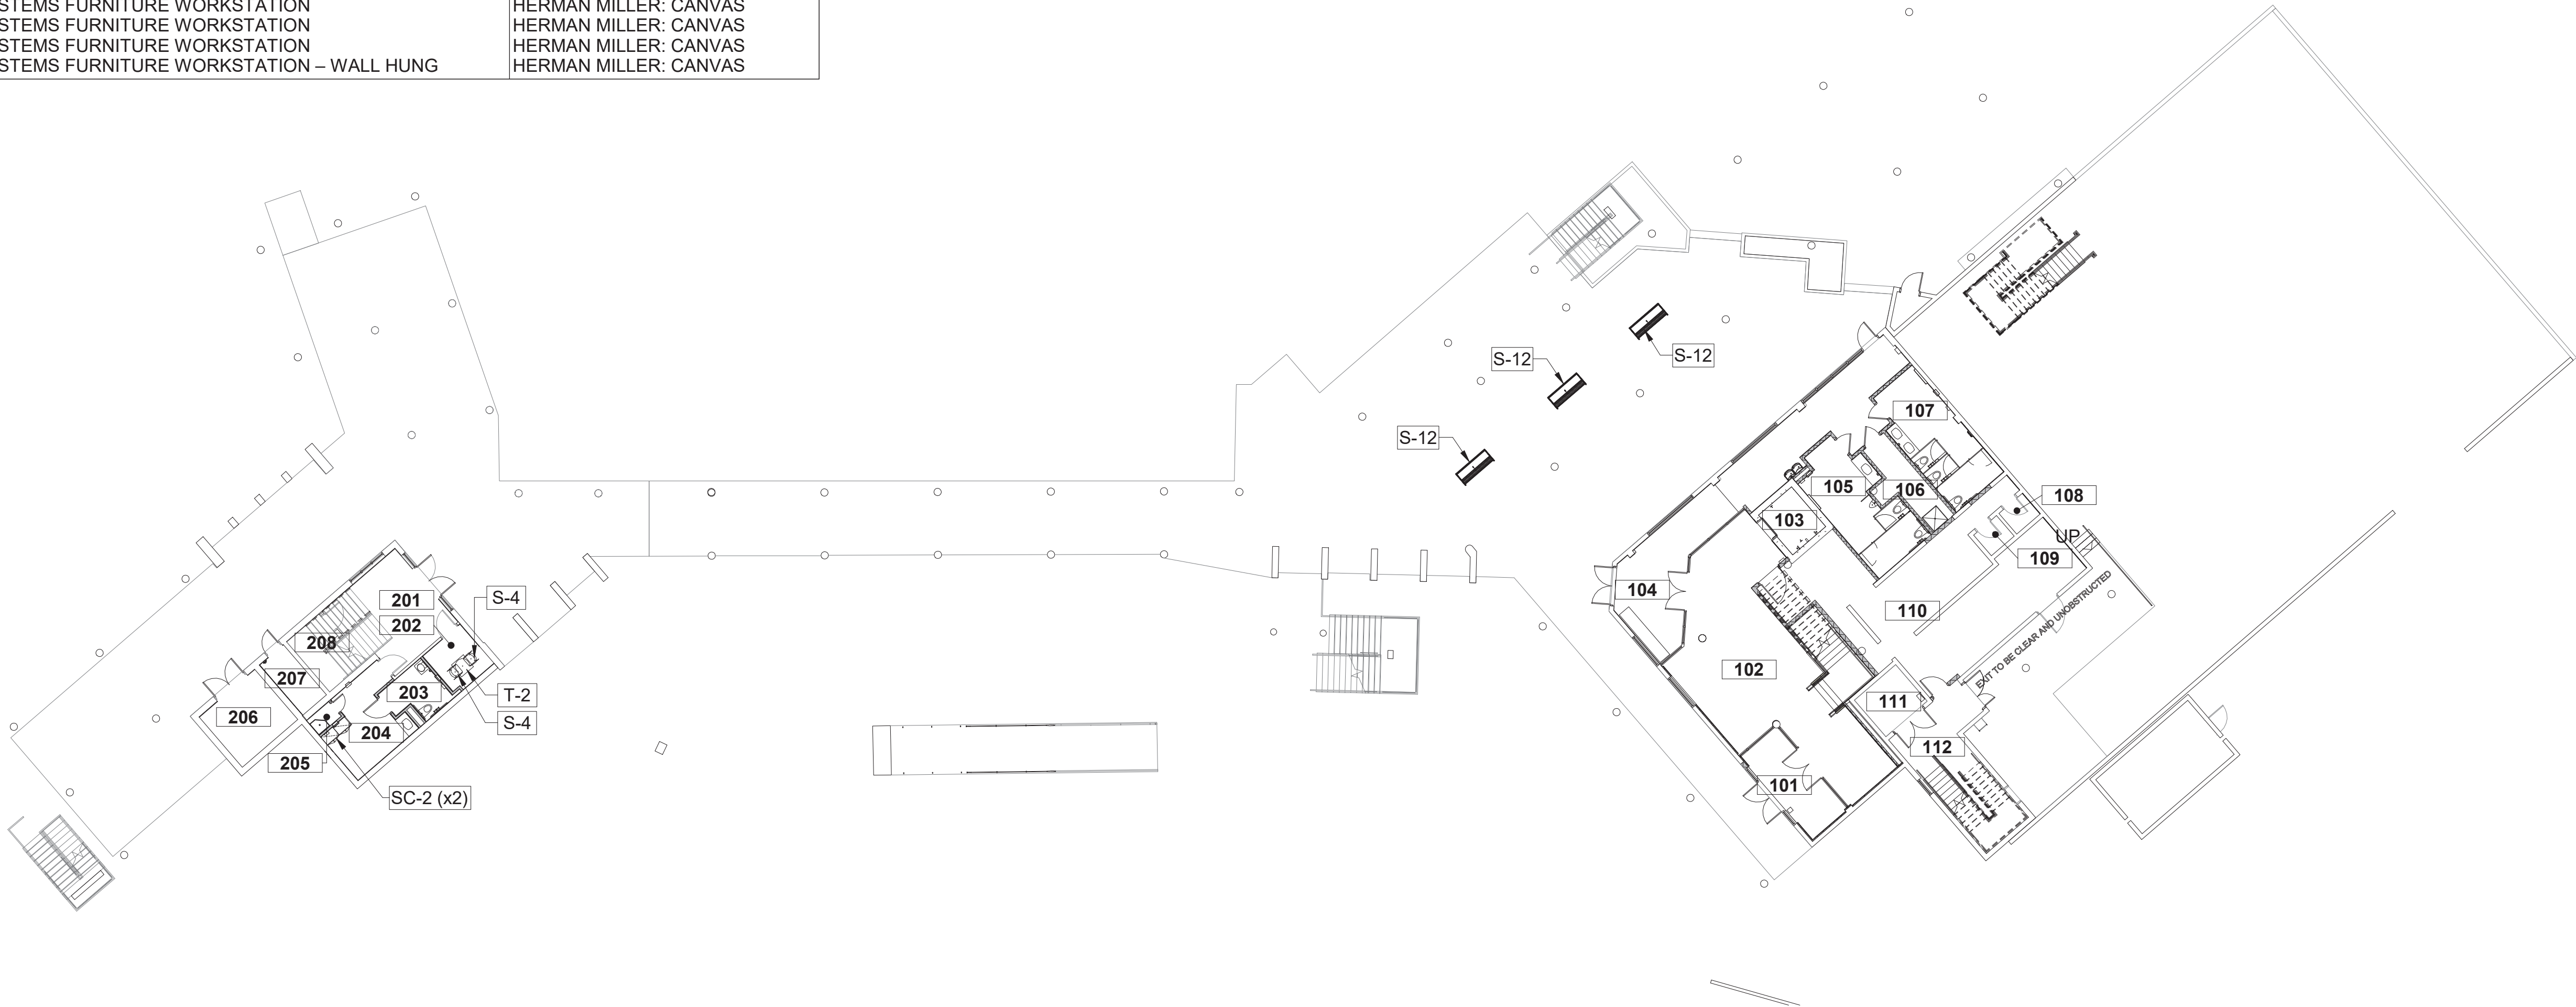 STEMS FURNITURE WORKSTATION HERMAN MILLER: CANVAS
STEMS FURNITURE WORKSTATION HERMAN MILLER: CANVAS
STEMS FURNITURE WORKSTATION HERMAN MILLER: CANVAS
STEMS FURNITURE WORKSTATION – WALL HUNG HERMAN MILLER: CANVAS
S-12
S-12
S-12
107
105
106
108
103
UP
109
104
110
EXIT TO BE CLEAR AND UNOBSTRUCTED
102
111
112
101
201
S-4
202
208
207
203
T-2
206
S-4
204
205
SC-2 (x2)